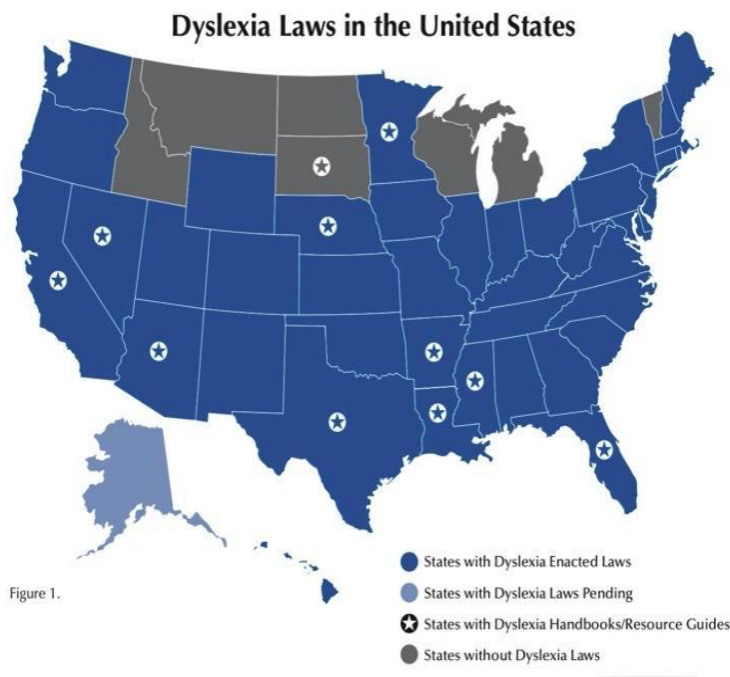 Dyslexia Laws in the United States
States with Dyslexia Enacted Laws
Figure 1.
States with Dyslexia Laws Pending
States with Dyslexia Handbooks/Resource Guides
States without Dyslexia Laws